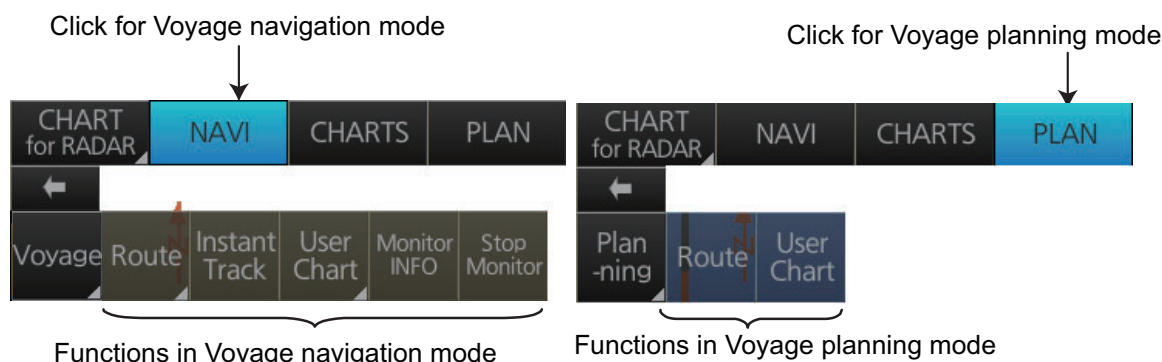 Click for Voyage navigation mode
Click for Voyage planning mode
CHART
for RADAR
NAVI
CHARTS
PLAN
Voyage
Route
Instant
Track
User
Chart
Monitor
INFO
Stop
Monitor
Functions in Voyage navigation mode
CHART
for RADAR
NAVI
CHARTS
PLAN
Plan
-ning
Route
User
Chart
Functions in Voyage planning mode